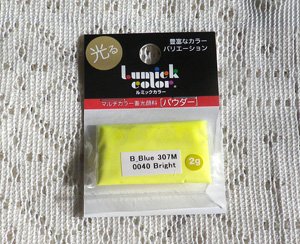 光る
豊富なカラー
バリエーション
Lumick
color.
ルミックカラー
マルチカラー蓄光顔料[パウダー]
B,Blue 307M
0040 Bright
2g